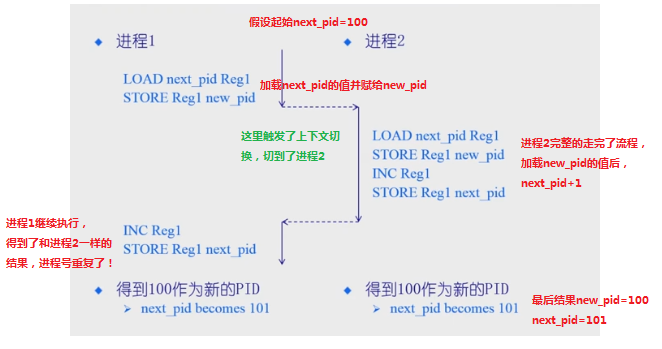 假设起始next_pid=100
进程1
进程2
LOAD next_pid Reg1
STORE Reg1 new_pid
加载next_pid的值并赋给new_pid
这里触发了上下文切
换，切到了进程2
LOAD next_pid Reg1
STORE Reg1 new_pid
INC Reg1
STORE Reg1 next_pid
进程2完整的走完了流程，
加载new_pid的值后，
next_pid+1
进程1继续执行，
得到了和进程2一样的
结果，进程号重复了！
INC Reg1
STORE Reg1 next_pid
得到100作为新的PID
next_pid becomes 101
得到100作为新的PID
next_pid becomes 101
最后结果new_pid=100
next_pid=101